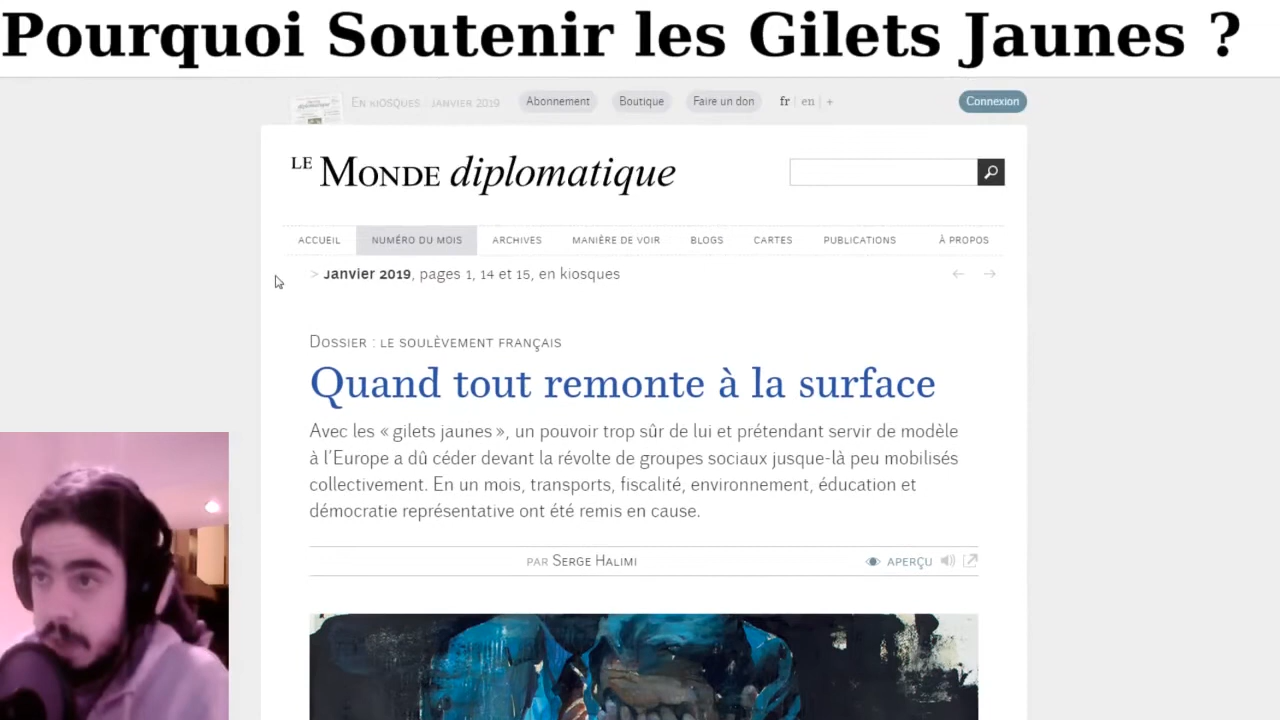 Pourquoi Soutenir les Gilets Jaunes ?
En kiosques : janvier 2019 Abonnement Boutique Faire un don fr | en | + Connexion
LE MONDE diplomatique
ACCUEIL NUMÉRO DU MOIS ARCHIVES MANIÈRE DE VOIR BLOGS CARTES PUBLICATIONS À PROPOS
> Janvier 2019, pages 1, 14 et 15, en kiosques ← →
Dossier : le soulèvement français
Quand tout remonte à la surface
Avec les « gilets jaunes », un pouvoir trop sûr de lui et prétendant servir de modèle
à l'Europe a dû céder devant la révolte de groupes sociaux jusque-là peu mobilisés
collectivement. En un mois, transports, fiscalité, environnement, éducation et
démocratie représentative ont été remis en cause.
par Serge Halimi APERÇU